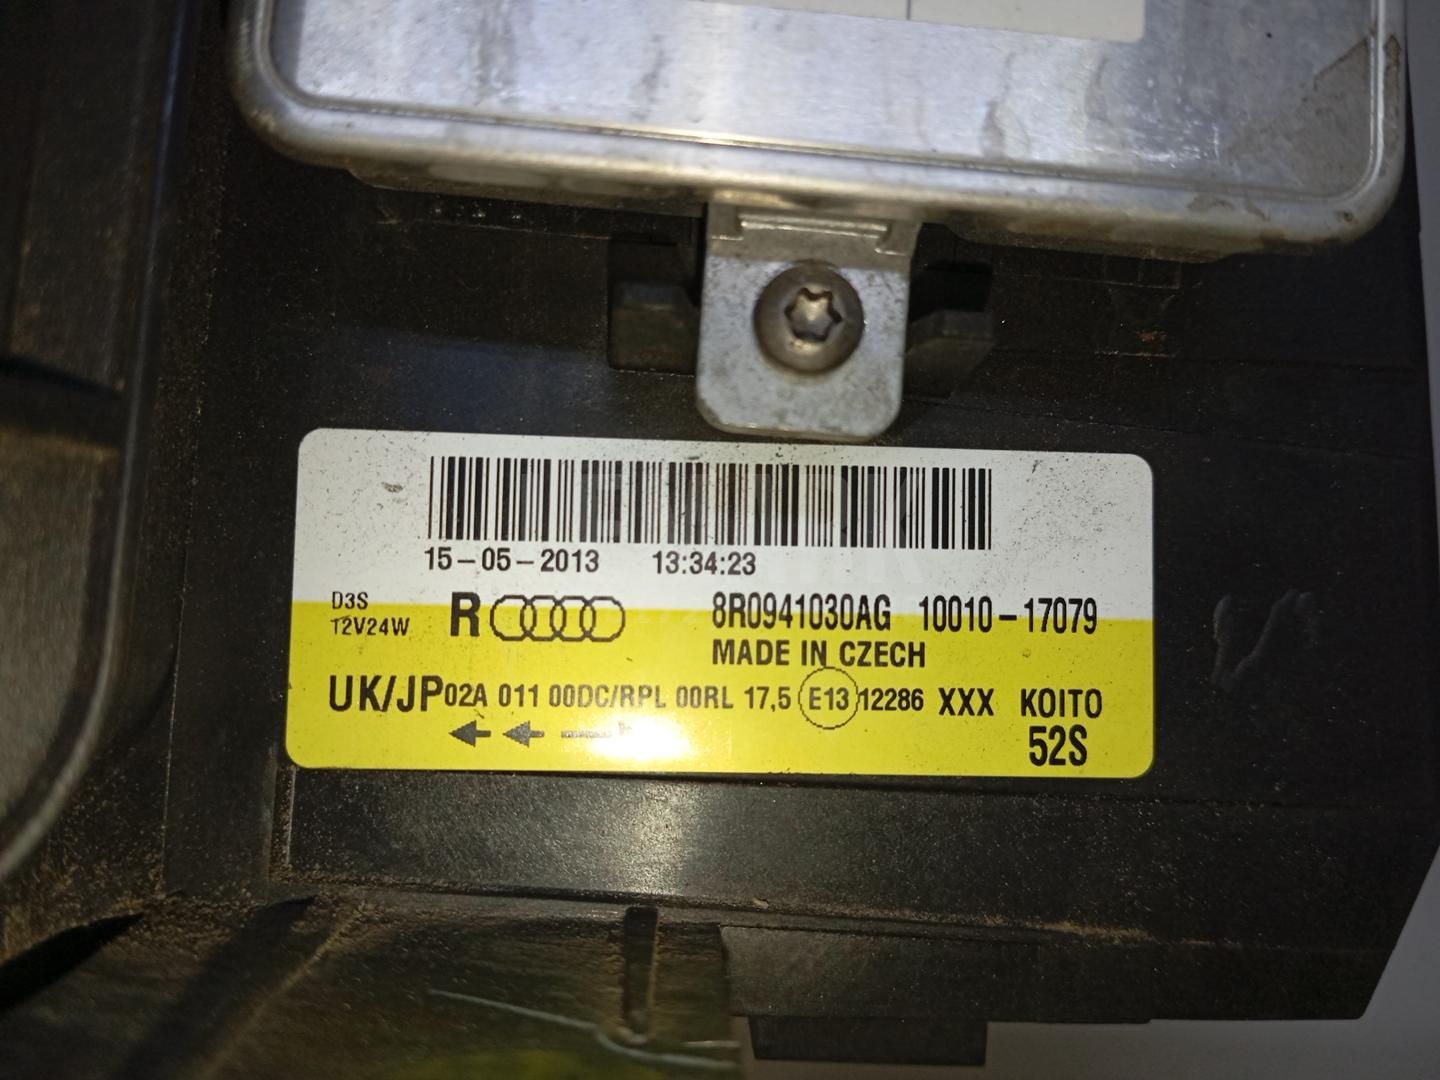 15-05-2013 13:34:23
D3S
12V24W
R 8R0941030AG 10010-17079
MADE IN CZECH
UK/JP 02A 011 00DC/RPL 00RL 17,5 E13 12286 XXX KOITO
52S